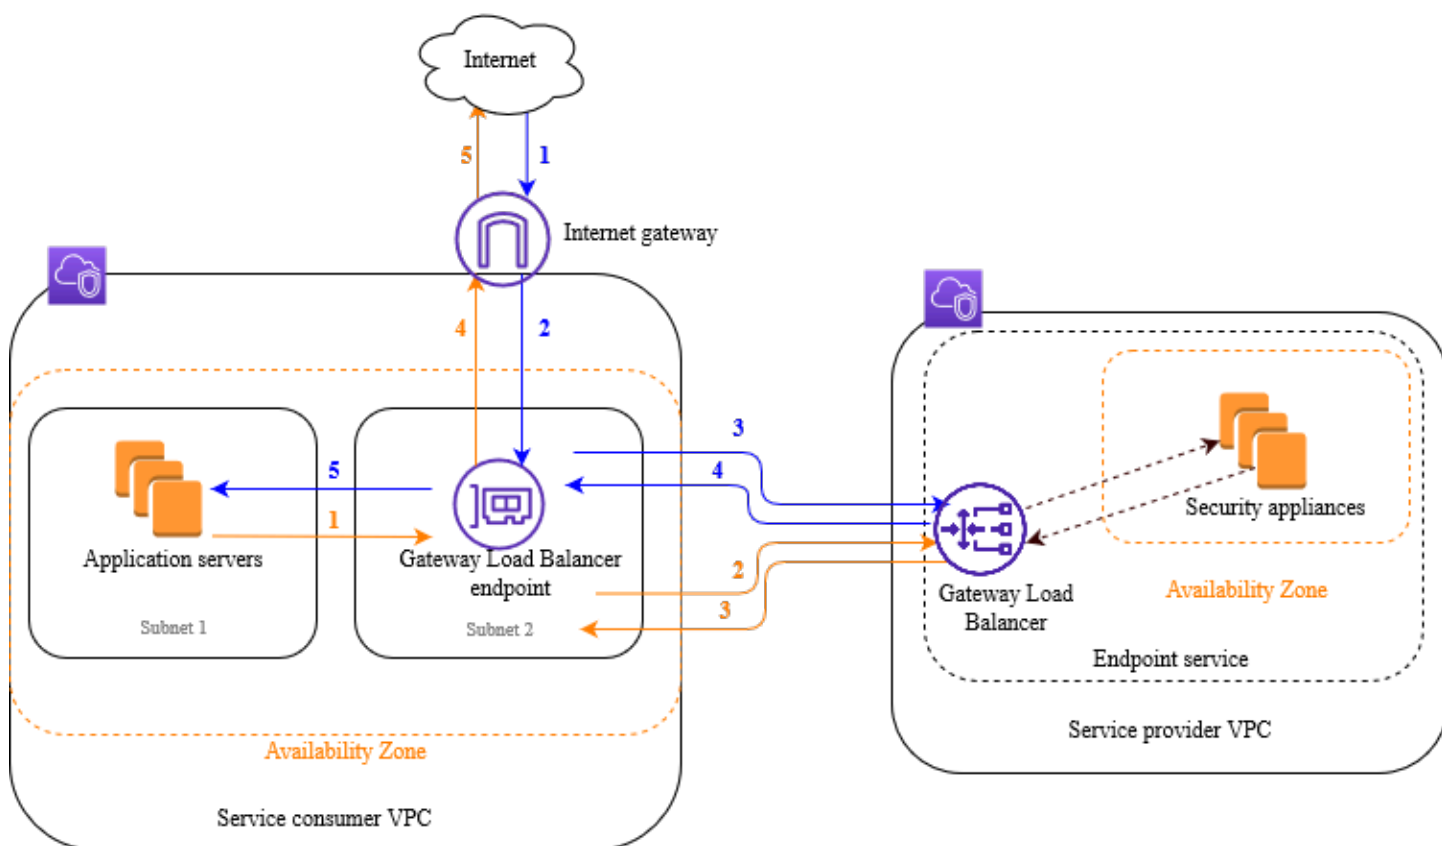 Internet
5
1
Internet gateway
4
2
3
5
4
1
Application servers
Gateway Load Balancer
endpoint
2
3
Subnet 1
Subnet 2
Availability Zone
Service consumer VPC
Security appliances
Gateway Load
Balancer
Availability Zone
Endpoint service
Service provider VPC